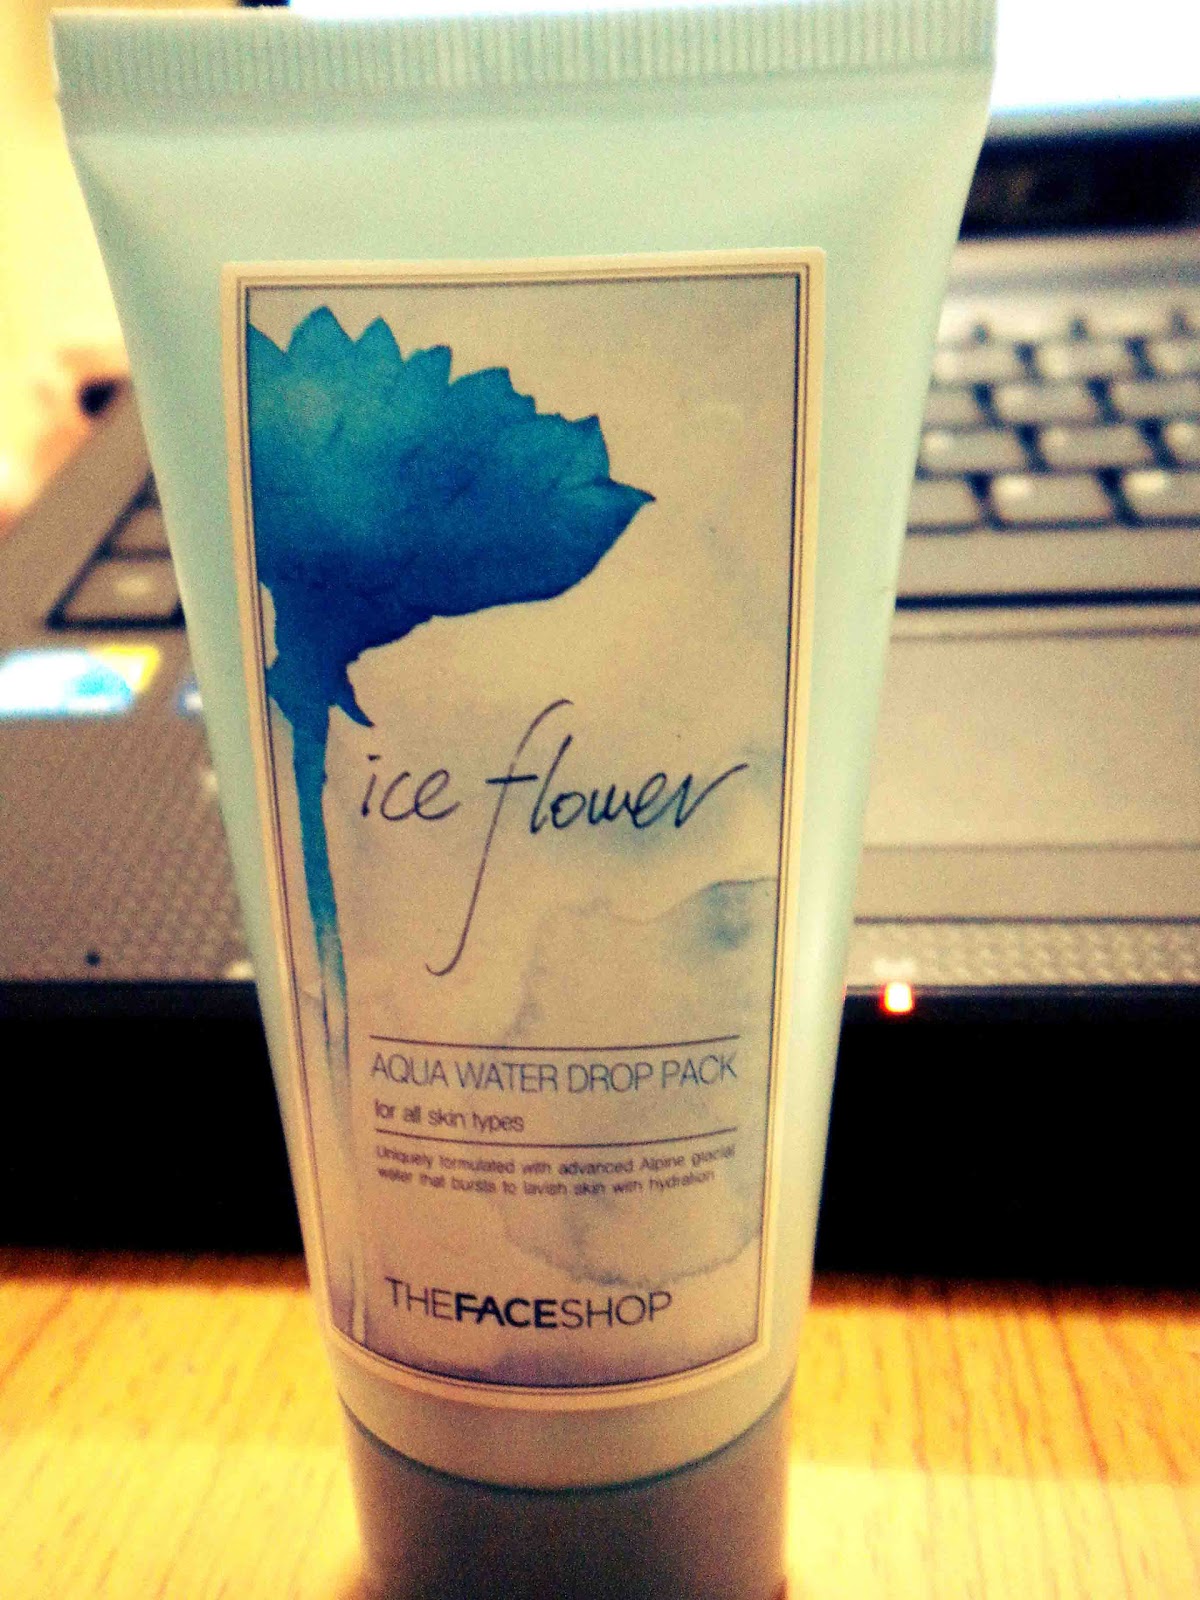 ice flower
AQUA WATER DROP PACK
for all skin types
Uniquely formulated with advanced Alpine glacial
water that bursts to lavish skin with hydration
THEFACESHOP